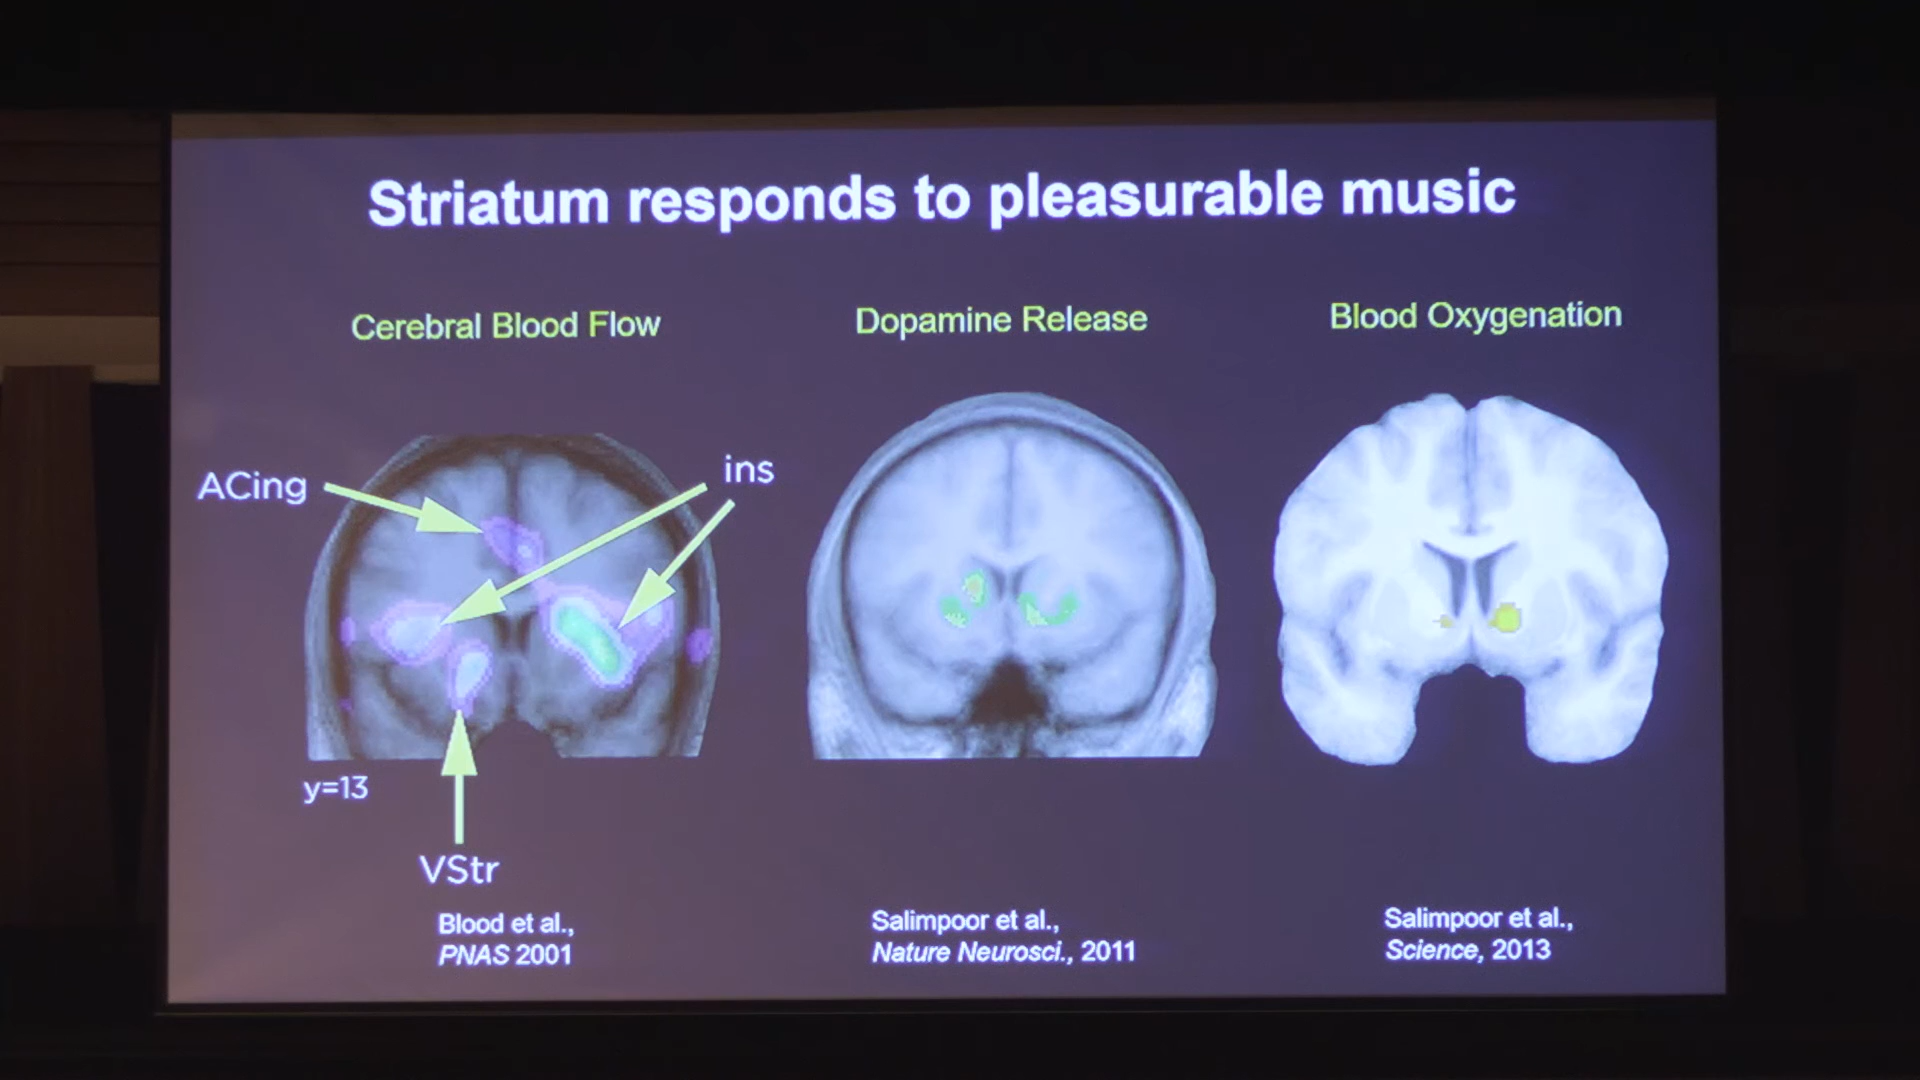 Striatum responds to pleasurable music
Cerebral Blood Flow
Dopamine Release
Blood Oxygenation
ACing
ins
y=13
VStr
Blood et al.,
PNAS 2001
Salimpoor et al.,
Nature Neurosci., 2011
Salimpoor et al.,
Science, 2013